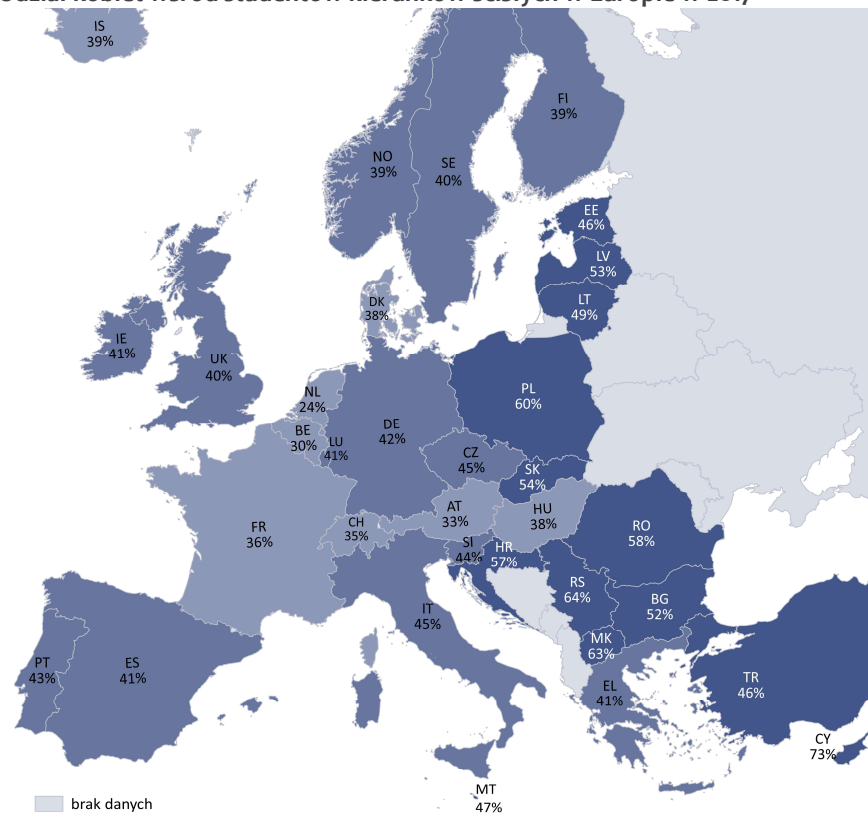 IS
39%
FI
39%
NO
39%
SE
40%
EE
46%
LV
53%
LT
49%
DK
38%
IE
41%
UK
40%
NL
24%
PL
60%
BE
30%
LU
41%
DE
42%
CZ
45%
SK
54%
AT
33%
HU
38%
FR
36%
CH
35%
SI
44%
HR
57%
RO
58%
RS
64%
BG
52%
IT
45%
MK
63%
PT
43%
ES
41%
EL
41%
TR
46%
CY
73%
MT
47%
brak danych